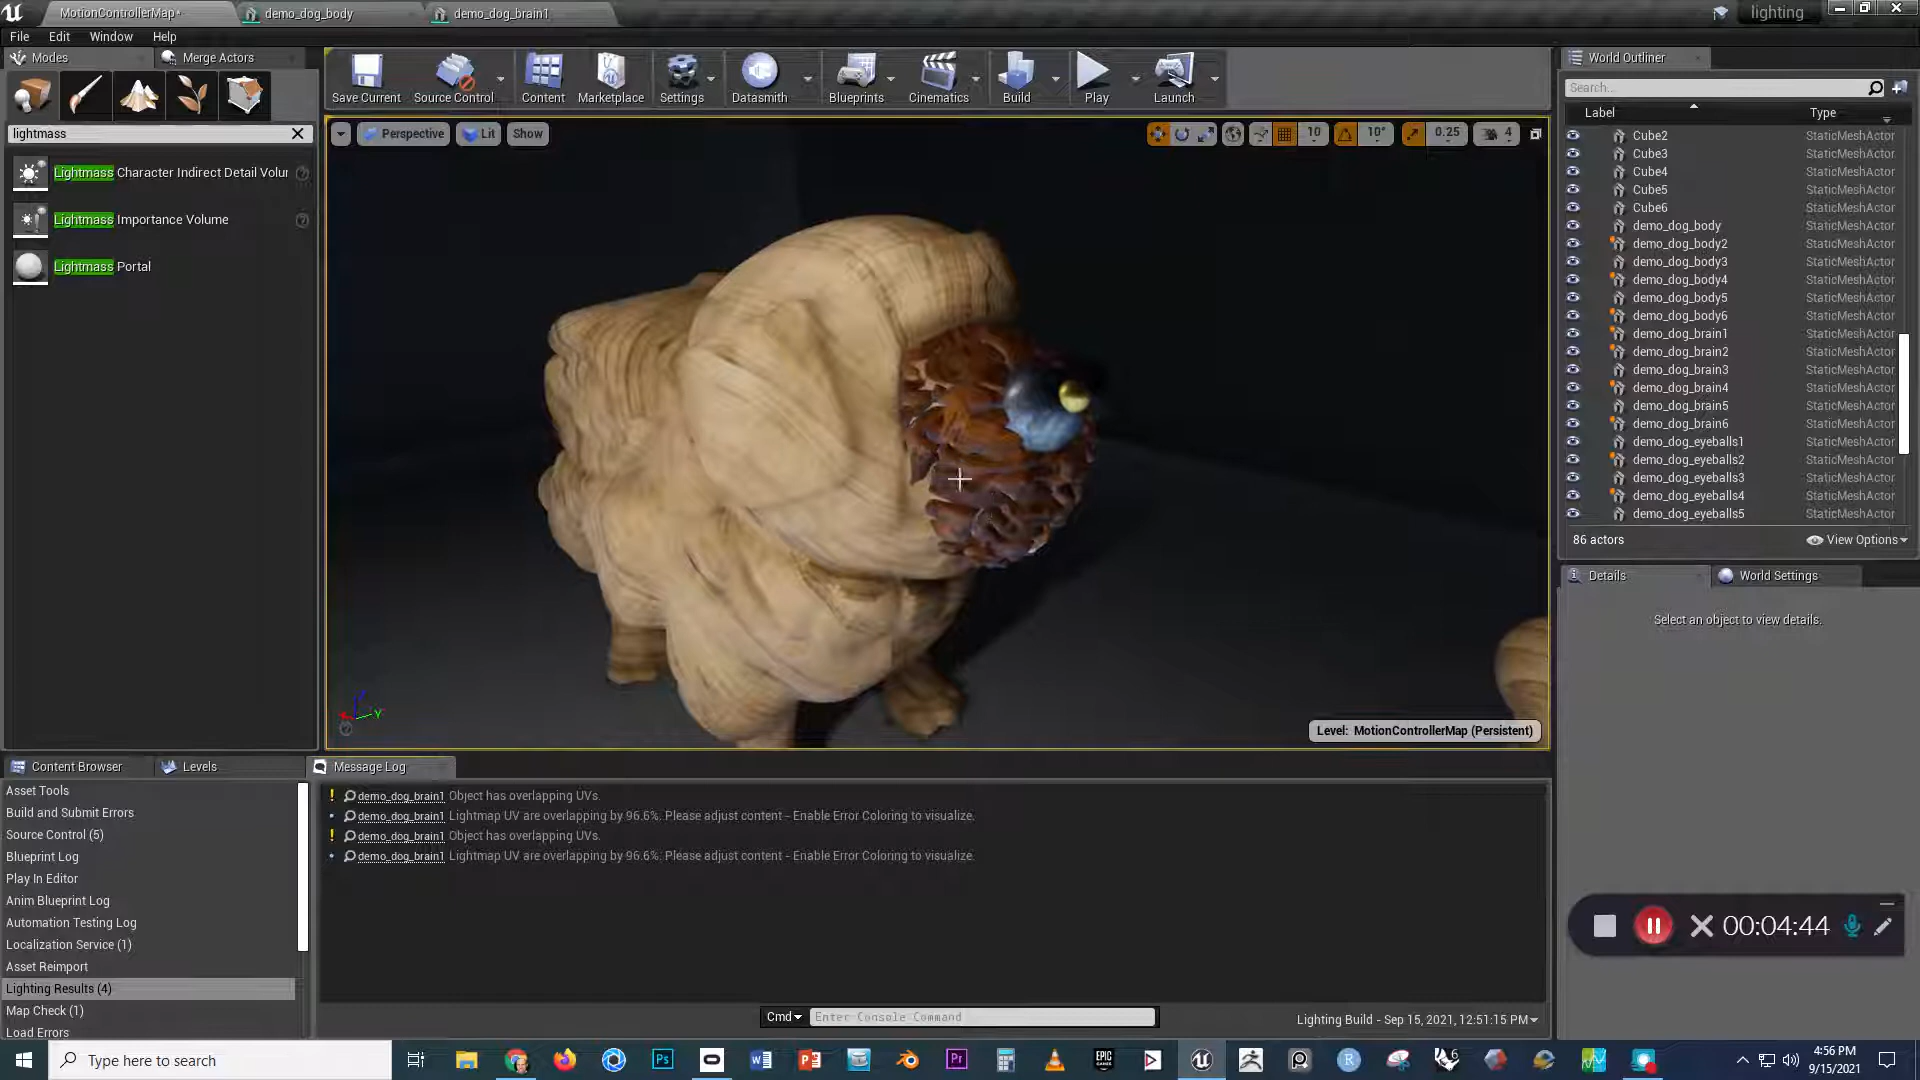 MotionControllerMap*
demo_dog_body
demo_dog_brain1
lighting
File Edit Window Help
Modes
Merge Actors
Save Current
Source Control
Content
Marketplace
Settings
Datasmith
Blueprints
Cinematics
Build
Play
Launch
lightmass
Lightmass Character Indirect Detail Volu
Lightmass Importance Volume
Lightmass Portal
Perspective
Lit
Show
10
10°
0.25
4
Level: MotionControllerMap (Persistent)
World Outliner
Search...
Label Type
Cube2 StaticMeshActor
Cube3 StaticMeshActor
Cube4 StaticMeshActor
Cube5 StaticMeshActor
Cube6 StaticMeshActor
demo_dog_body StaticMeshActor
demo_dog_body2 StaticMeshActor
demo_dog_body3 StaticMeshActor
demo_dog_body4 StaticMeshActor
demo_dog_body5 StaticMeshActor
demo_dog_body6 StaticMeshActor
demo_dog_brain1 StaticMeshActor
demo_dog_brain2 StaticMeshActor
demo_dog_brain3 StaticMeshActor
demo_dog_brain4 StaticMeshActor
demo_dog_brain5 StaticMeshActor
demo_dog_brain6 StaticMeshActor
demo_dog_eyeballs1 StaticMeshActor
demo_dog_eyeballs2 StaticMeshActor
demo_dog_eyeballs3 StaticMeshActor
demo_dog_eyeballs4 StaticMeshActor
demo_dog_eyeballs5 StaticMeshActor
86 actors
View Options
Details
World Settings
Select an object to view details.
Content Browser
Levels
Message Log
Asset Tools
Build and Submit Errors
Source Control (5)
Blueprint Log
Play In Editor
Anim Blueprint Log
Automation Testing Log
Localization Service (1)
Asset Reimport
Lighting Results (4)
Map Check (1)
Load Errors
demo_dog_brain1 Object has overlapping UVs.
demo_dog_brain1 Lightmap UV are overlapping by 96.6%. Please adjust content - Enable Error Coloring to visualize.
demo_dog_brain1 Object has overlapping UVs.
demo_dog_brain1 Lightmap UV are overlapping by 96.6%. Please adjust content - Enable Error Coloring to visualize.
Cmd
Enter Console Command
Lighting Build - Sep 15, 2021, 12:51:15 PM
00:04:44
Type here to search
4:56 PM
9/15/2021